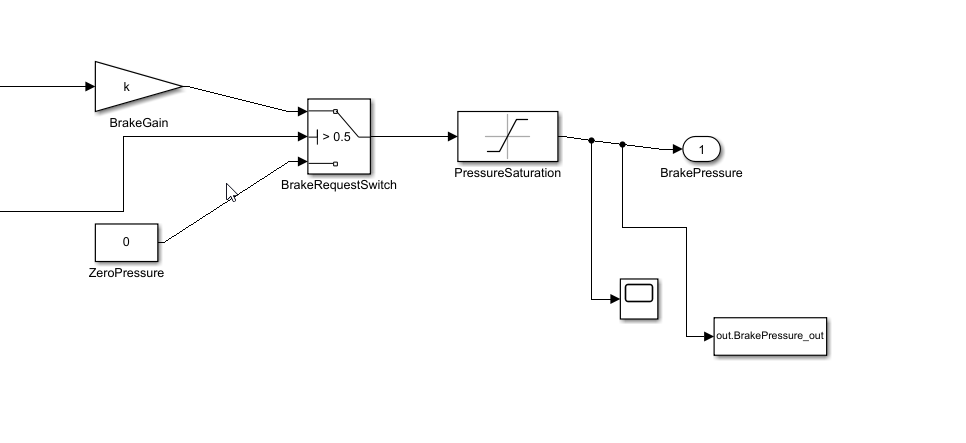 k
BrakeGain
> 0.5
BrakeRequestSwitch
0
ZeroPressure
PressureSaturation
1
BrakePressure
out.BrakePressure_out